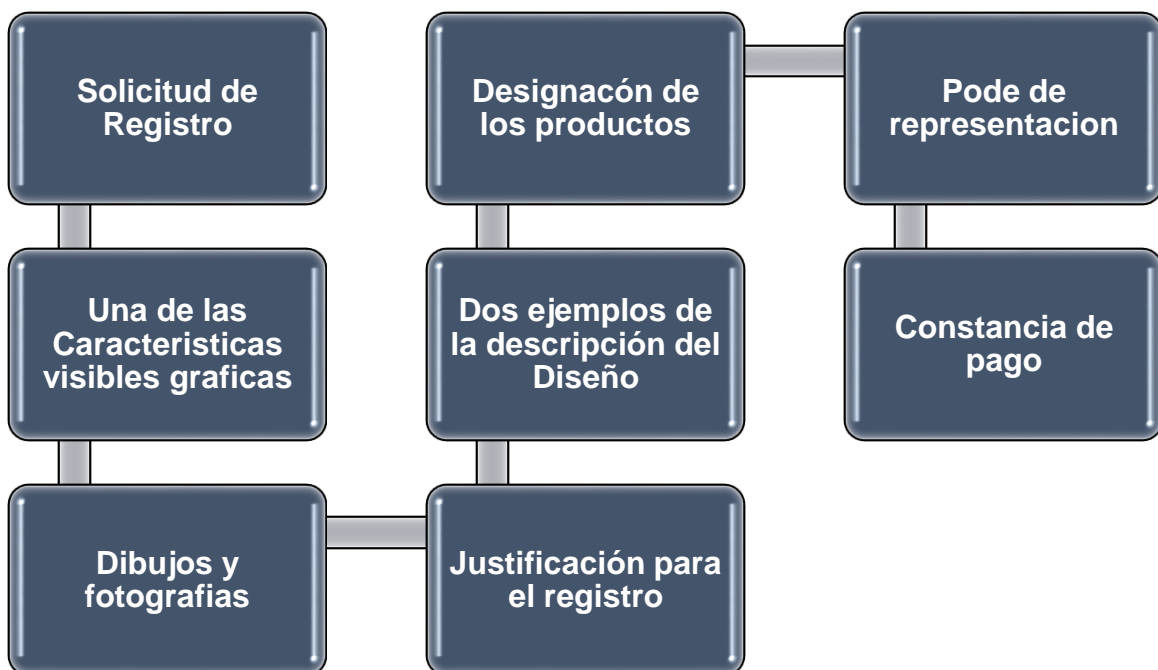 Solicitud de
Registro
Una de las
Caracteristicas
visibles graficas
Dibujos y
fotografias
Justificación para
el registro
Dos ejemplos de
la descripción del
Diseño
Designacón de
los productos
Pode de
representacion
Constancia de
pago